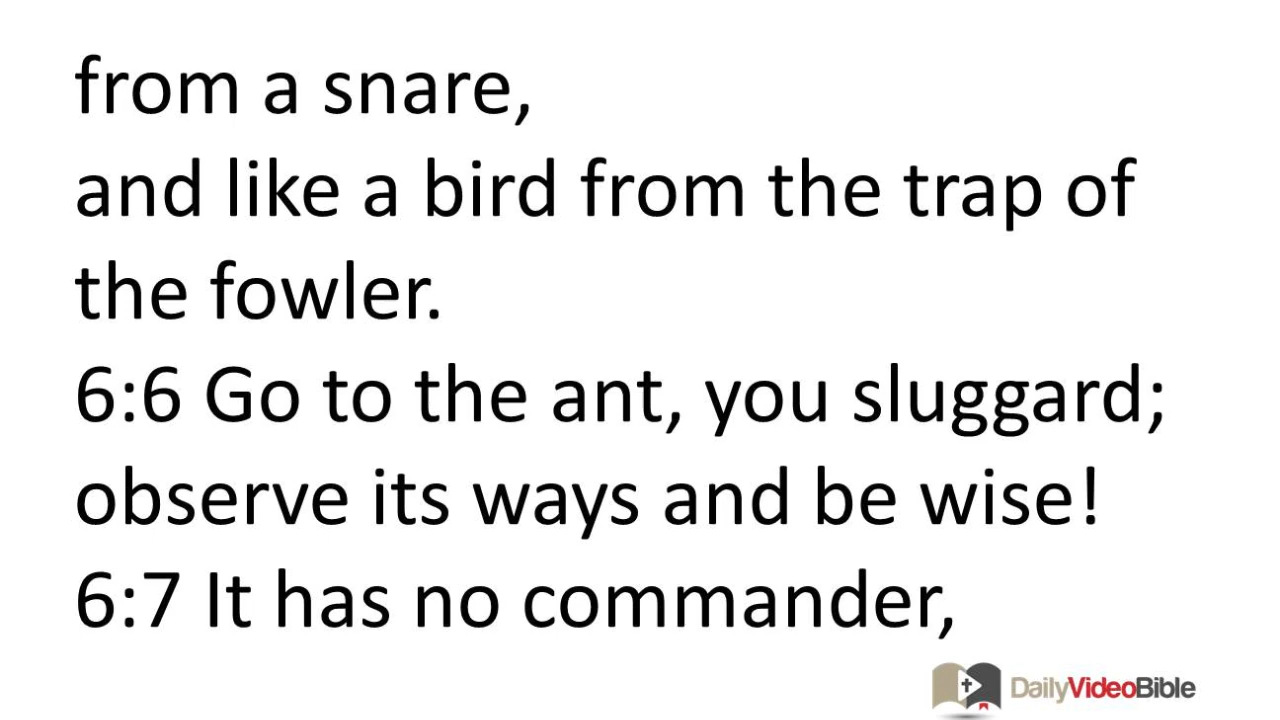 from a snare,
and like a bird from the trap of
the fowler.
6:6 Go to the ant, you sluggard;
observe its ways and be wise!
6:7 It has no commander,
DailyVideoBible